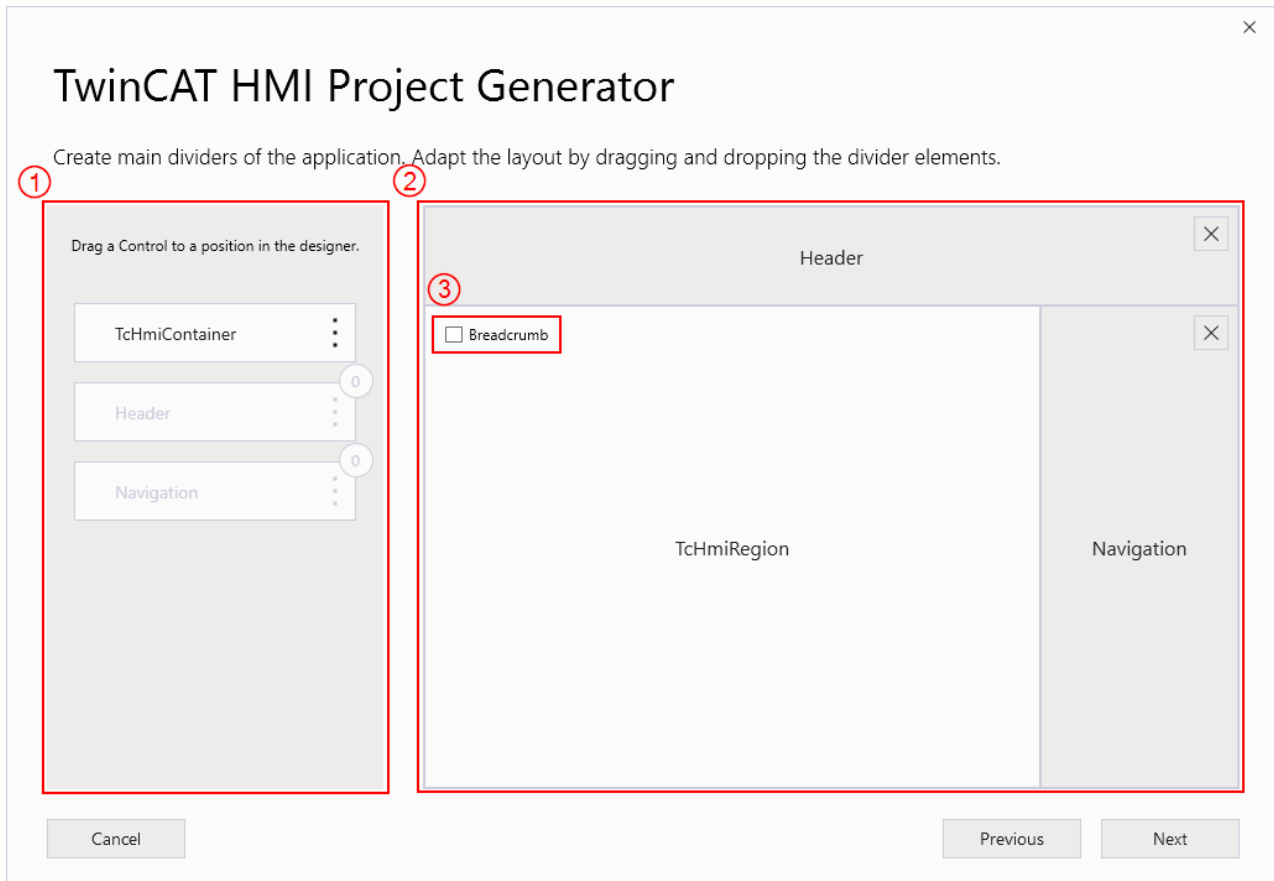 TwinCAT HMI Project Generator
Create main dividers of the application. Adapt the layout by dragging and dropping the divider elements.
1
2
Drag a Control to a position in the designer.
Header
3
TcHmiContainer
Breadcrumb
0
Header
0
Navigation
TcHmiRegion
Navigation
Cancel
Previous
Next